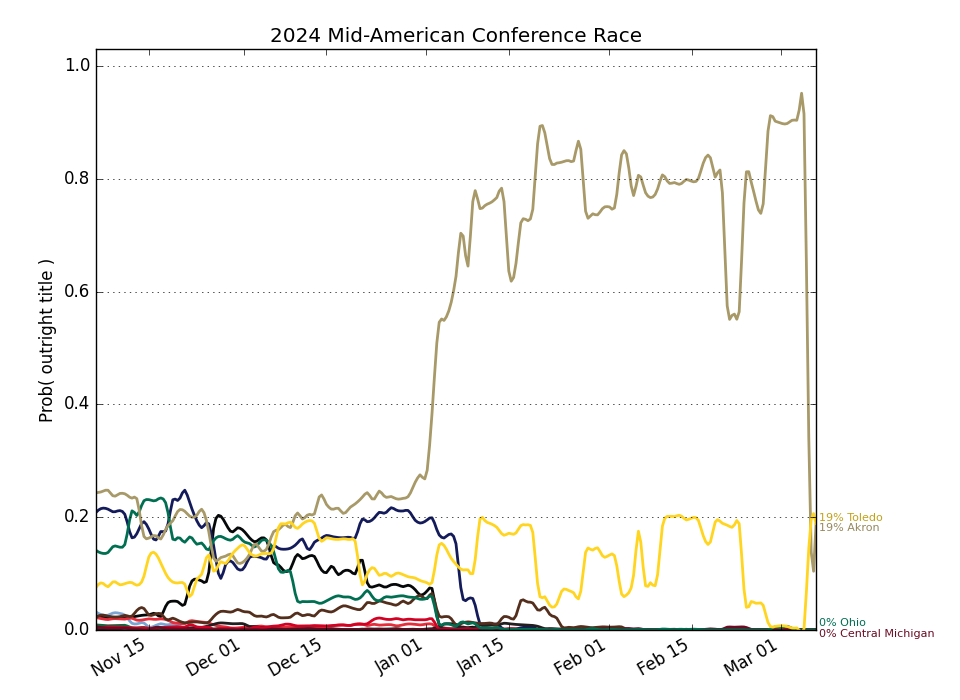 2024 Mid-American Conference Race
Prob( outright title )
1.0
0.8
0.6
0.4
0.2
0.0
Nov 15
Dec 01
Dec 15
Jan 01
Jan 15
Feb 01
Feb 15
Mar 01
19% Toledo
19% Akron
0% Ohio
0% Central Michigan